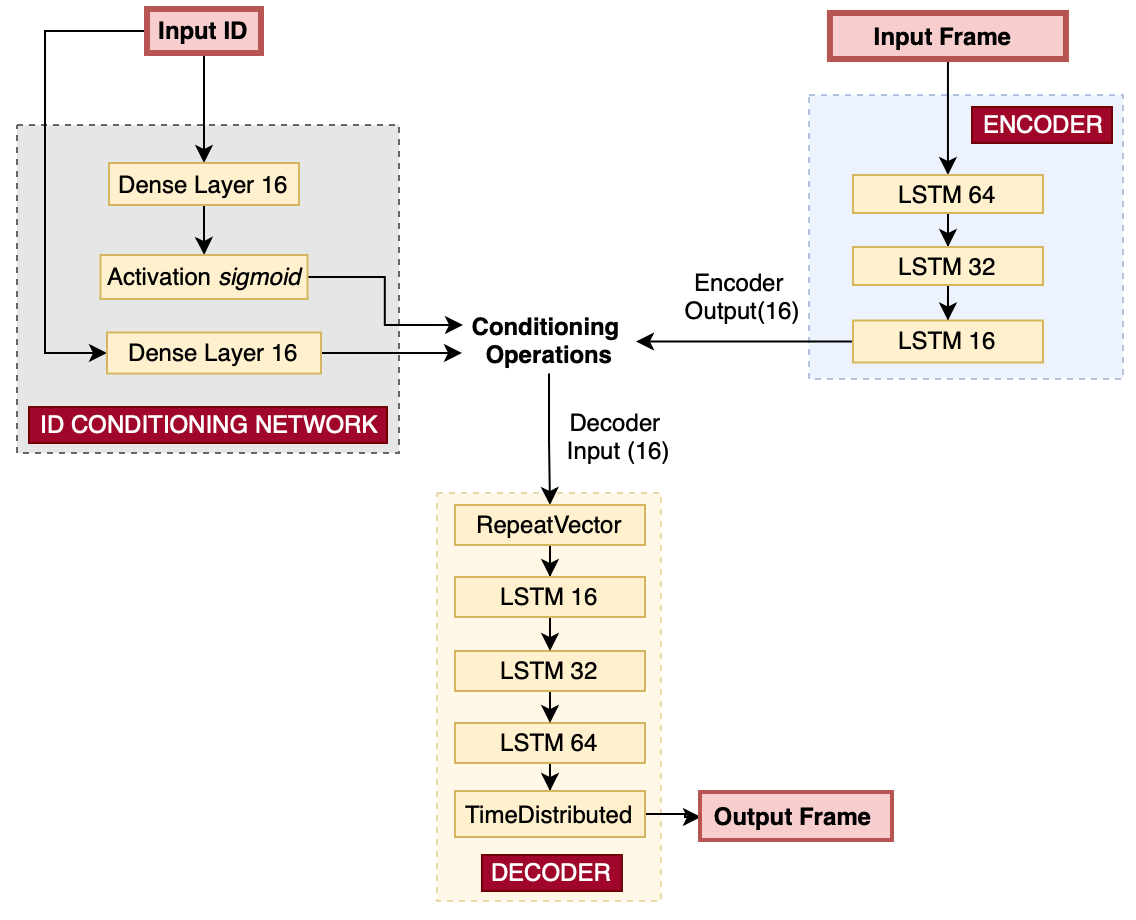 Input ID
Input Frame
ENCODER
Dense Layer 16
LSTM 64
Activation sigmoid
LSTM 32
Encoder
Output(16)
Conditioning
Operations
Dense Layer 16
LSTM 16
ID CONDITIONING NETWORK
Decoder
Input (16)
RepeatVector
LSTM 16
LSTM 32
LSTM 64
TimeDistributed
Output Frame
DECODER